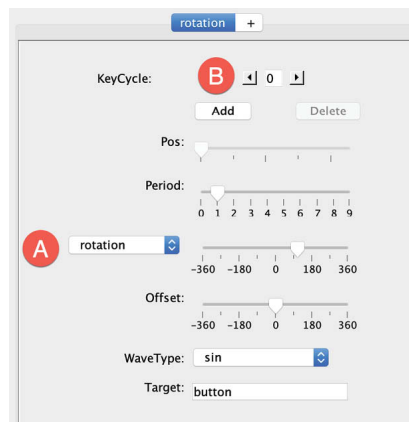 rotation +
KeyCycle: B 0
Add Delete
Pos:
Period:
0 1 2 3 4 5 6 7 8 9
A rotation
-360 -180 0 180 360
Offset:
-360 -180 0 180 360
WaveType: sin
Target: button